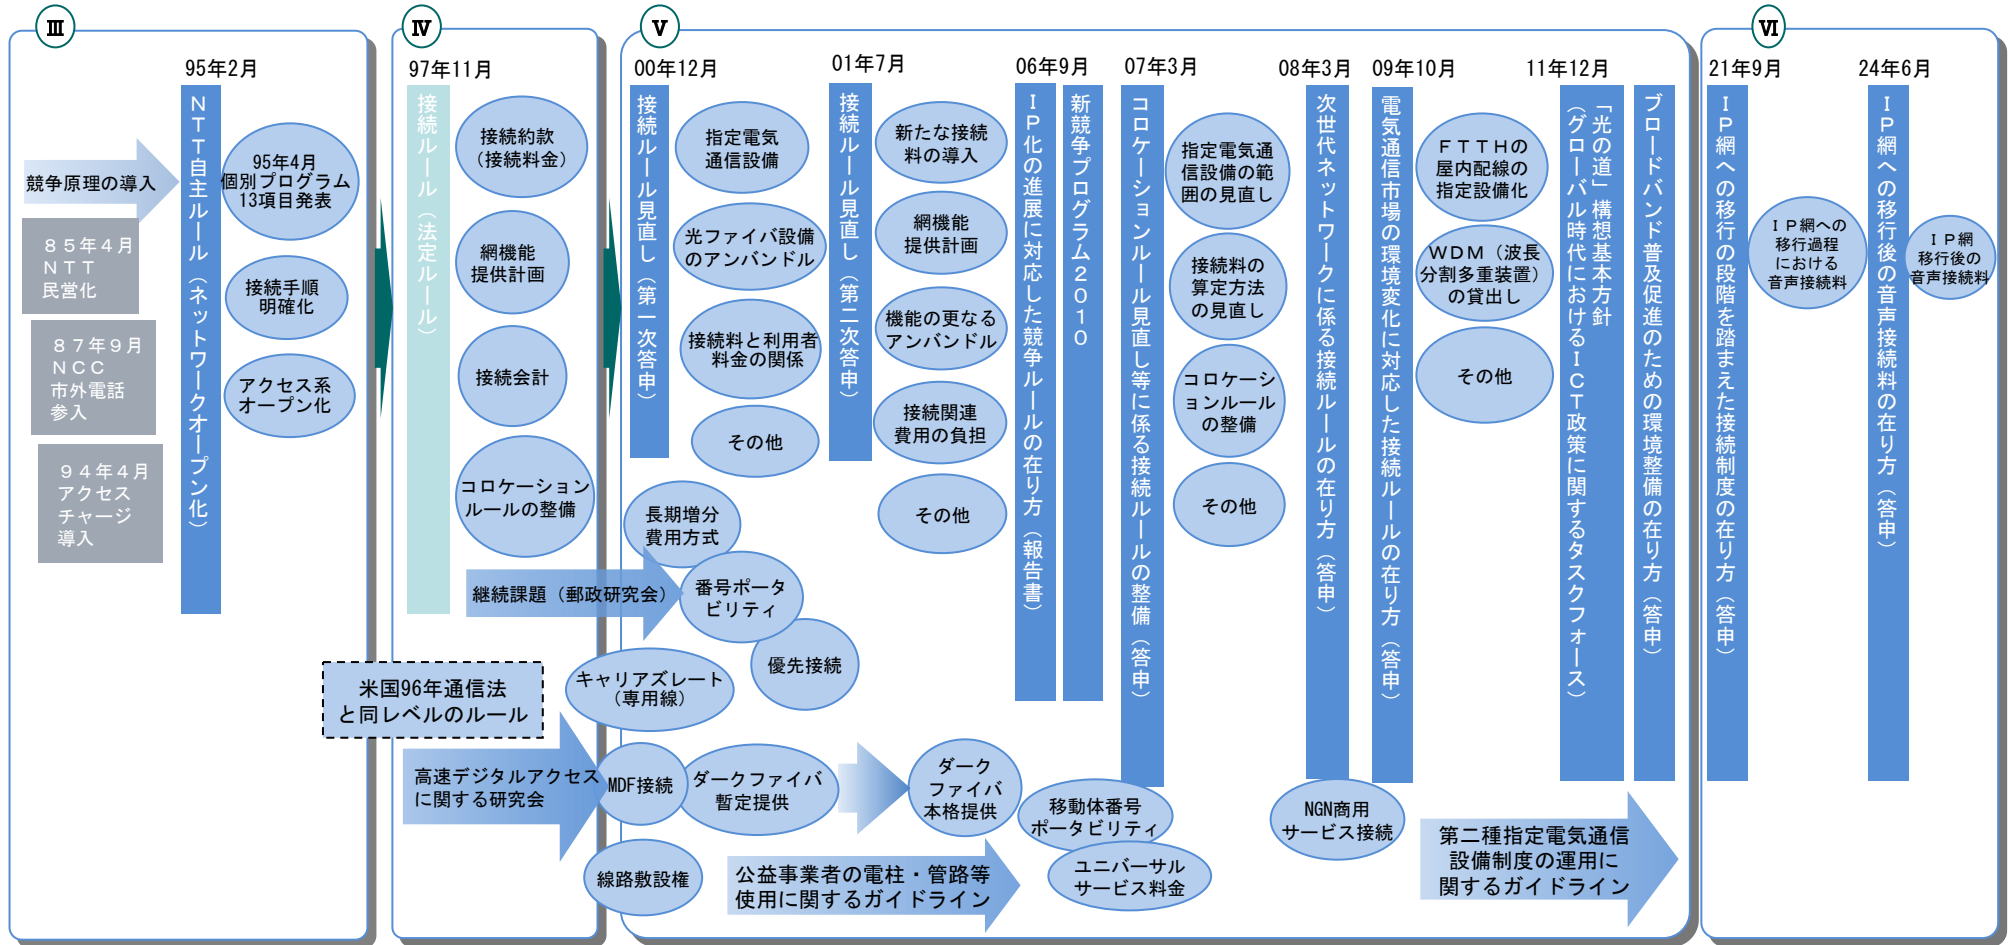 Ⅲ
95年2月
競争原理の導入
８５年４月
ＮＴＴ
民営化
８７年９月
ＮＣＣ
市外電話
参入
９４年４月
アクセス
チャージ
導入
ＮＴＴ自主ルール（ネットワークオープン化）
95年4月
個別プログラム
13項目発表
接続手順
明確化
アクセス系
オープン化
米国96年通信法
と同レベルのルール
Ⅳ
97年11月
接続ルール（法定ルール）
接続約款
（接続料金）
網機能
提供計画
接続会計
コロケーション
ルールの整備
継続課題（郵政研究会）
高速デジタルアクセス
に関する研究会
Ⅴ
00年12月
接続ルール見直し（第一次答申）
指定電気
通信設備
光ファイバ設備
のアンバンドル
接続料と利用者
料金の関係
その他
長期増分
費用方式
番号ポータ
ビリティ
優先接続
キャリアズレート
（専用線）
MDF接続
ダークファイバ
暫定提供
線路敷設権
01年7月
接続ルール見直し（第二次答申）
新たな接続
料の導入
網機能
提供計画
機能の更なる
アンバンドル
接続関連
費用の負担
その他
ダーク
ファイバ
本格提供
公益事業者の電柱・管路等
使用に関するガイドライン
06年9月
ＩＰ化の進展に対応した競争ルールの在り方（報告書）
新競争プログラム２０１０
07年3月
コロケーションルール見直し等に係る接続ルールの整備（答申）
指定電気通
信設備の範
囲の見直し
接続料の
算定方法
の見直し
コロケーシ
ョンルール
の整備
その他
移動体番号
ポータビリティ
ユニバーサル
サービス料金
08年3月
次世代ネットワークに係る接続ルールの在り方（答申）
NGN商用
サービス接続
09年10月
電気通信市場の環境変化に対応した接続ルールの在り方（答申）
ＦＴＴＨの
屋内配線の
指定設備化
ＷＤＭ（波長
分割多重装置）
の貸出し
その他
第二種指定電気通信
設備制度の運用に
関するガイドライン
11年12月
「光の道」構想基本方針
（グローバル時代におけるＩＣＴ政策に関するタスクフォース）
ブロードバンド普及促進のための環境整備の在り方（答申）
Ⅵ
21年9月
ＩＰ網への移行の段階を踏まえた接続制度の在り方（答申）
ＩＰ網への
移行過程
における
音声接続料
24年6月
ＩＰ網への移行後の音声接続料の在り方（答申）
ＩＰ網
移行後の
音声接続料